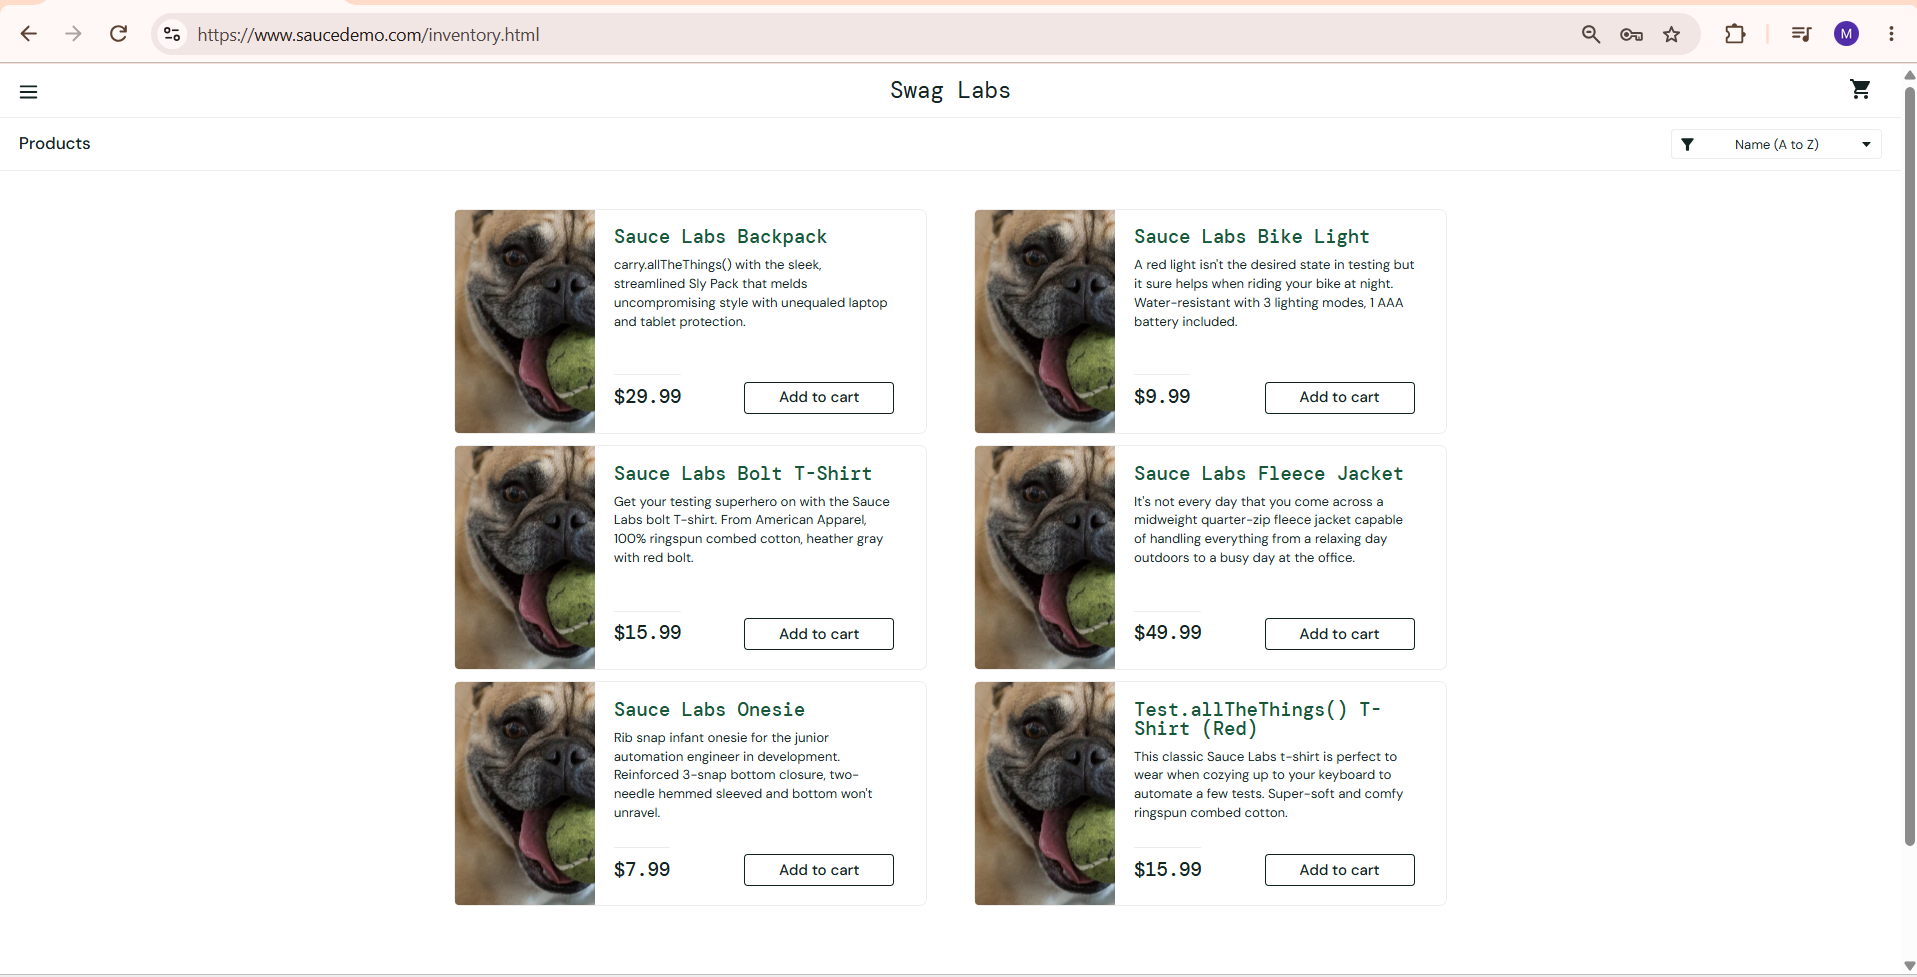 https://www.saucedemo.com/inventory.html
M
Swag Labs
Products
Name (A to Z)
Sauce Labs Backpack
carry.allTheThings() with the sleek,
streamlined Sly Pack that melds
uncompromising style with unequaled laptop
and tablet protection.
$29.99
Add to cart
Sauce Labs Bike Light
A red light isn't the desired state in testing but
it sure helps when riding your bike at night.
Water-resistant with 3 lighting modes, 1 AAA
battery included.
$9.99
Add to cart
Sauce Labs Bolt T-Shirt
Get your testing superhero on with the Sauce
Labs bolt T-shirt. From American Apparel,
100% ringspun combed cotton, heather gray
with red bolt.
$15.99
Add to cart
Sauce Labs Fleece Jacket
It's not every day that you come across a
midweight quarter-zip fleece jacket capable
of handling everything from a relaxing day
outdoors to a busy day at the office.
$49.99
Add to cart
Sauce Labs Onesie
Rib snap infant onesie for the junior
automation engineer in development.
Reinforced 3-snap bottom closure, two-
needle hemmed sleeved and bottom won't
unravel.
$7.99
Add to cart
Test.allTheThings() T-
Shirt (Red)
This classic Sauce Labs t-shirt is perfect to
wear when cozying up to your keyboard to
automate a few tests. Super-soft and comfy
ringspun combed cotton.
$15.99
Add to cart